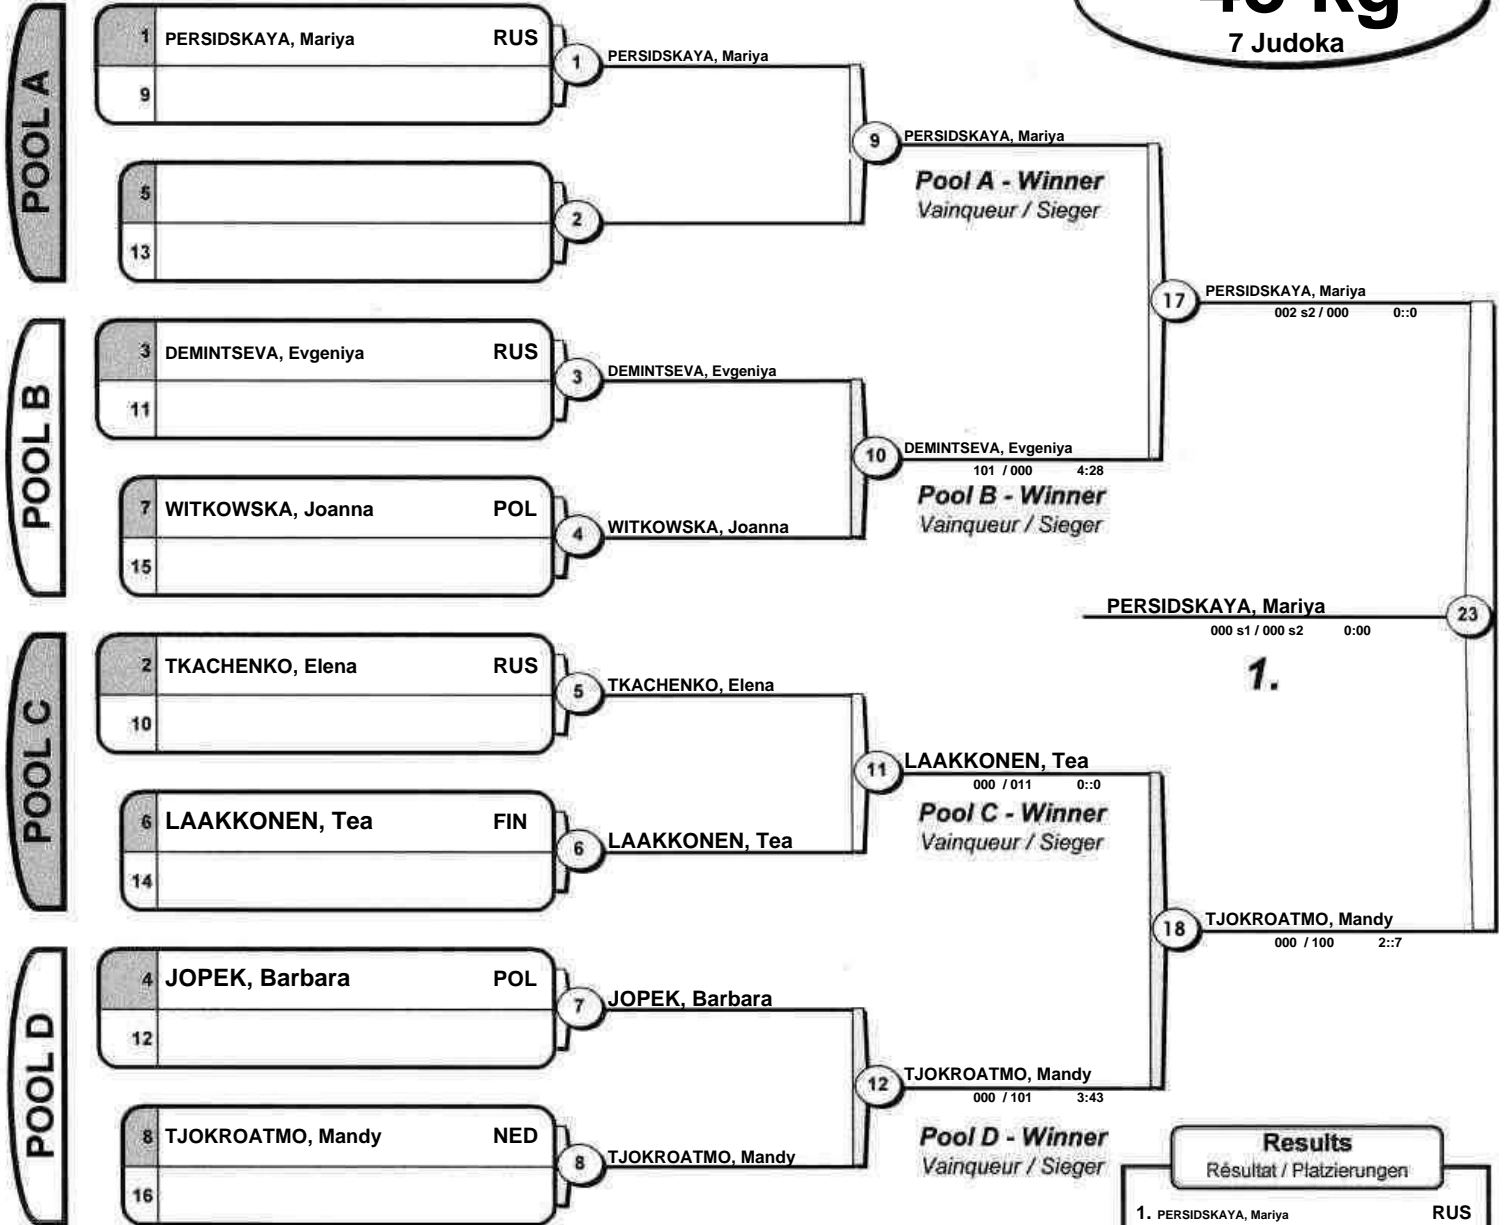 kg
7 Judoka
POOL A
1 PERSIDSKAYA, Mariya RUS
9
1 PERSIDSKAYA, Mariya
5
13
2
9 PERSIDSKAYA, Mariya
Pool A - Winner
Vainqueur / Sieger
POOL B
3 DEMINTSEVA, Evgeniya RUS
11
3 DEMINTSEVA, Evgeniya
7 WITKOWSKA, Joanna POL
15
4 WITKOWSKA, Joanna
10 DEMINTSEVA, Evgeniya
101 / 000 4:28
Pool B - Winner
Vainqueur / Sieger
17 PERSIDSKAYA, Mariya
002 s2 / 000 0::0
PERSIDSKAYA, Mariya 23
000 s1 / 000 s2 0:00
1.
POOL C
2 TKACHENKO, Elena RUS
10
5 TKACHENKO, Elena
6 LAAKKONEN, Tea FIN
14
6 LAAKKONEN, Tea
11 LAAKKONEN, Tea
000 / 011 0::0
Pool C - Winner
Vainqueur / Sieger
POOL D
4 JOPEK, Barbara POL
12
7 JOPEK, Barbara
8 TJOKROATMO, Mandy NED
16
8 TJOKROATMO, Mandy
12 TJOKROATMO, Mandy
000 / 101 3:43
Pool D - Winner
Vainqueur / Sieger
18 TJOKROATMO, Mandy
000 / 100 2::7
Results
Résultat / Platzierungen
1. PERSIDSKAYA, Mariya RUS